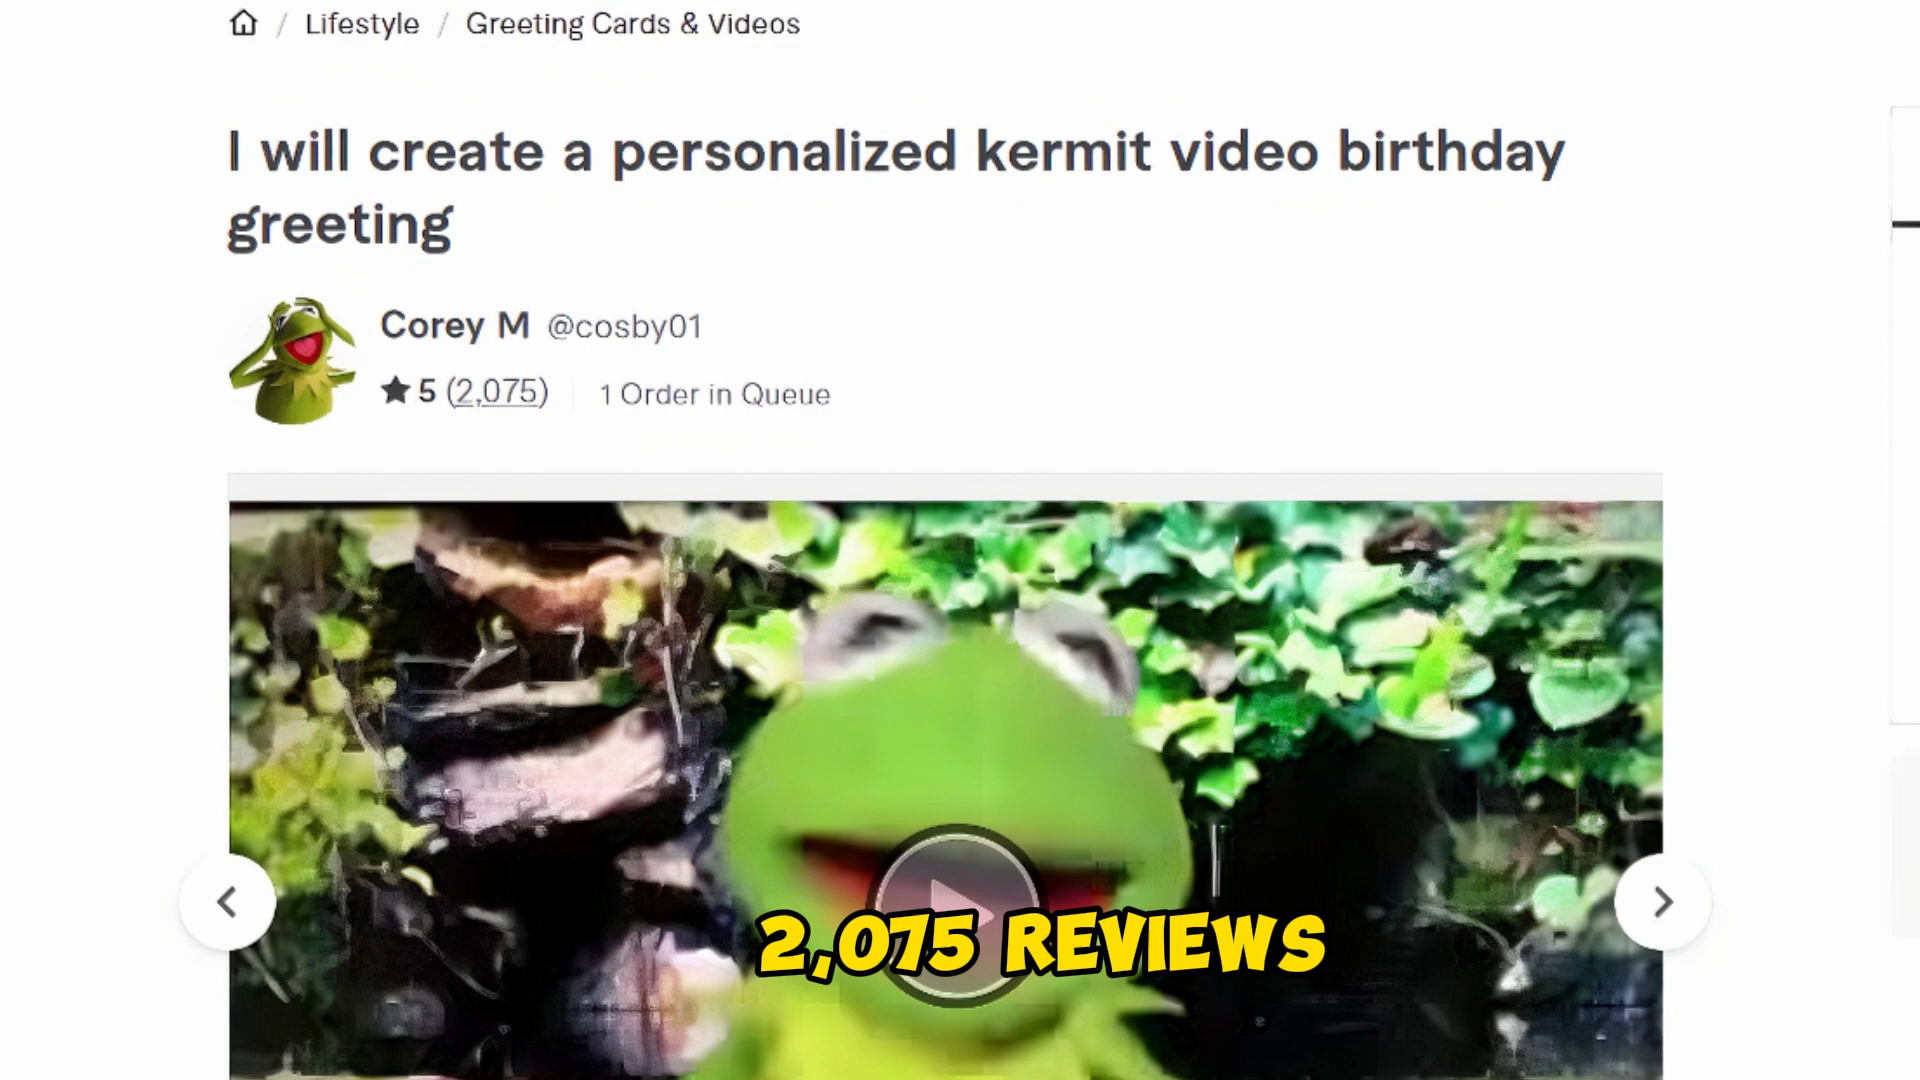 / Lifestyle / Greeting Cards & Videos
I will create a personalized kermit video birthday
greeting
Corey M @cosby01
★ 5 (2,075) 1 Order in Queue
2,075 REVIEWS